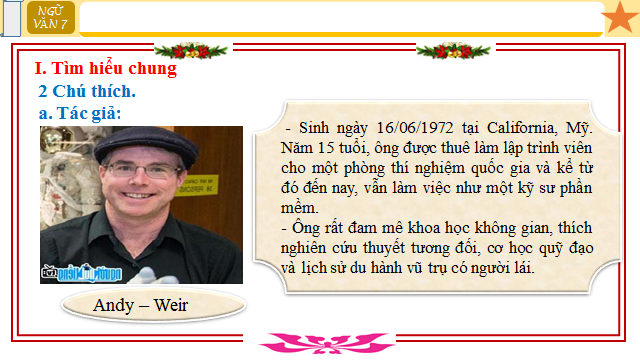 NGỮ
VĂN 7
I. Tìm hiểu chung
2 Chú thích.
a. Tác giả:
- Sinh ngày 16/06/1972 tại California, Mỹ.
Năm 15 tuổi, ông được thuê làm lập trình viên
cho một phòng thí nghiệm quốc gia và kể từ
đó đến nay, vẫn làm việc như một kỹ sư phần
mềm.
- Ông rất đam mê khoa học không gian, thích
nghiên cứu thuyết tương đối, cơ học quỹ đạo
và lịch sử du hành vũ trụ có người lái.
Andy – Weir